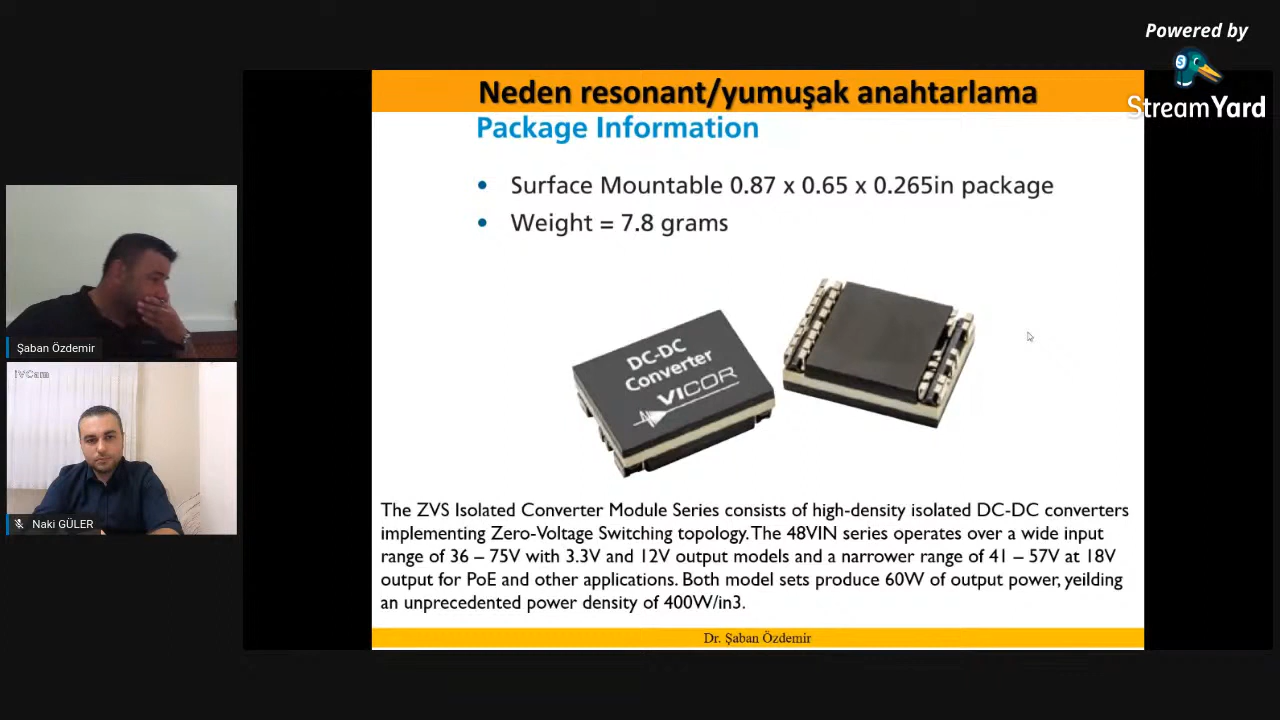 Powered by
StreamYard
Neden resonant/yumuşak anahtarlama
Package Information
• Surface Mountable 0.87 x 0.65 x 0.265in package
• Weight = 7.8 grams
DC-DC
Converter
VICOR
The ZVS Isolated Converter Module Series consists of high-density isolated DC-DC converters
implementing Zero-Voltage Switching topology. The 48VIN series operates over a wide input
range of 36 – 75V with 3.3V and 12V output models and a narrower range of 41 – 57V at 18V
output for PoE and other applications. Both model sets produce 60W of output power, yeilding
an unprecedented power density of 400W/in3.
Dr. Şaban Özdemir
Şaban Özdemir
iVCam
Naki GÜLER